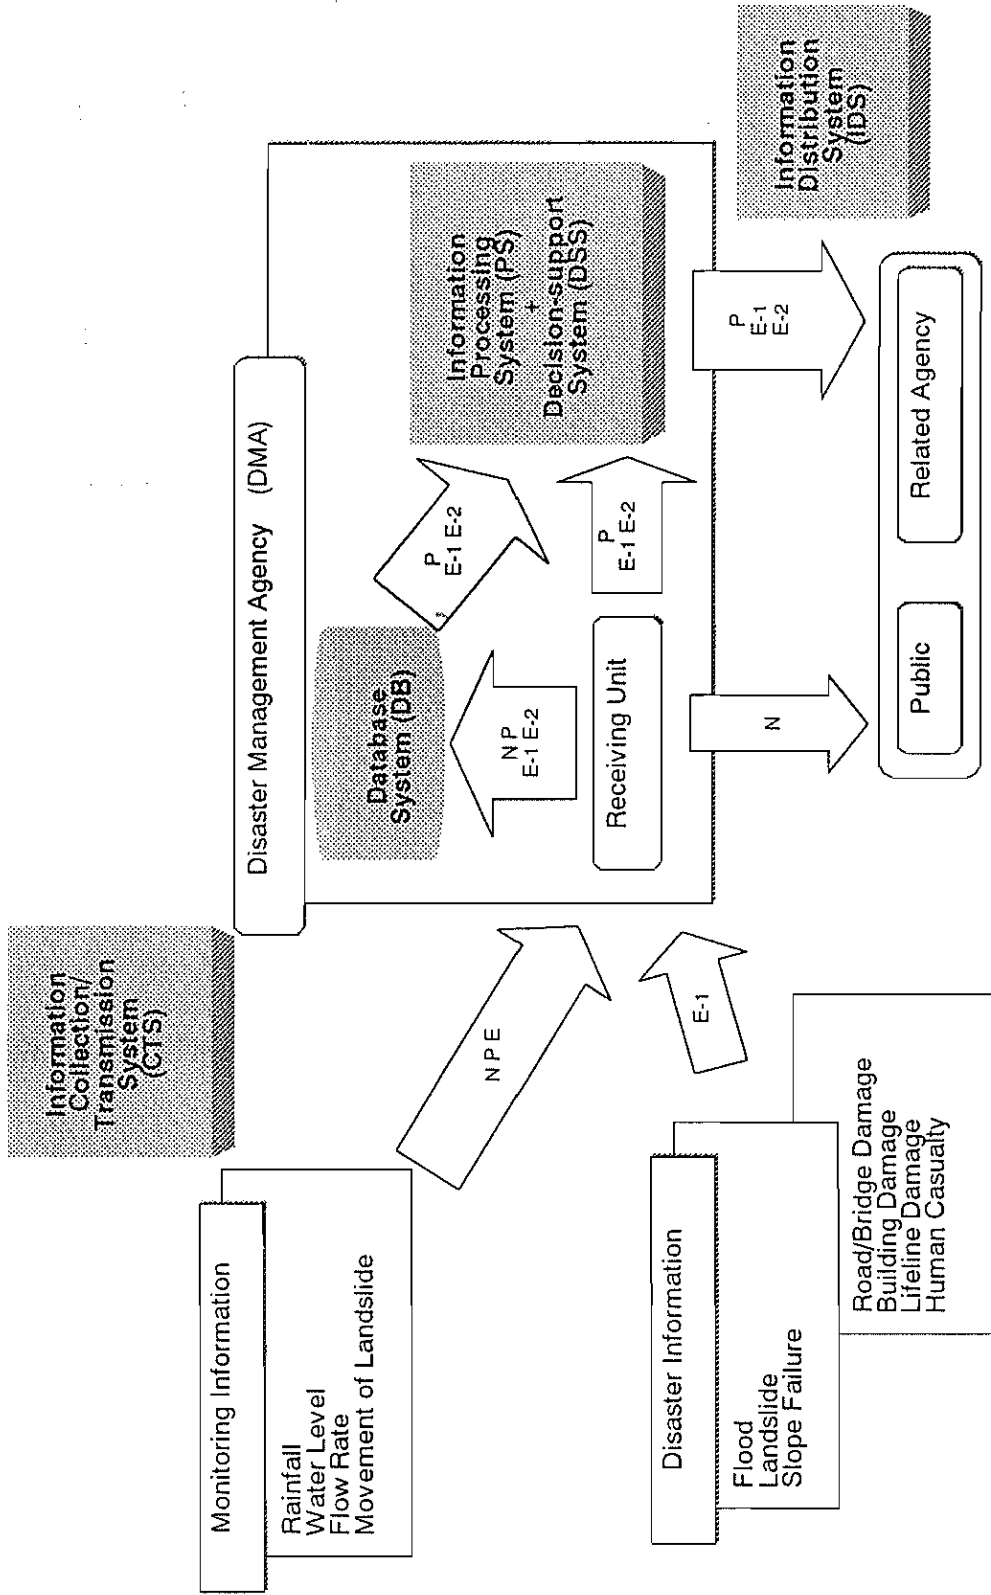 Information
Collection/
Transmission
System
(CTS)
Monitoring Information
Rainfall
Water Level
Flow Rate
Movement of Landslide
N P E
Disaster Information
Flood
Landslide
Slope Failure
Road/Bridge Damage
Building Damage
Lifeline Damage
Human Casualty
E-1
Disaster Management Agency (DMA)
Database
System (DB)
N P
E-1 E-2
Receiving Unit
P
E-1 E-2
P
E-1 E-2
Information
Processing
System (PS)
+
Decision-support
System (DSS)
N
P
E-1
E-2
Information
Distribution
System
(IDS)
Public
Related Agency